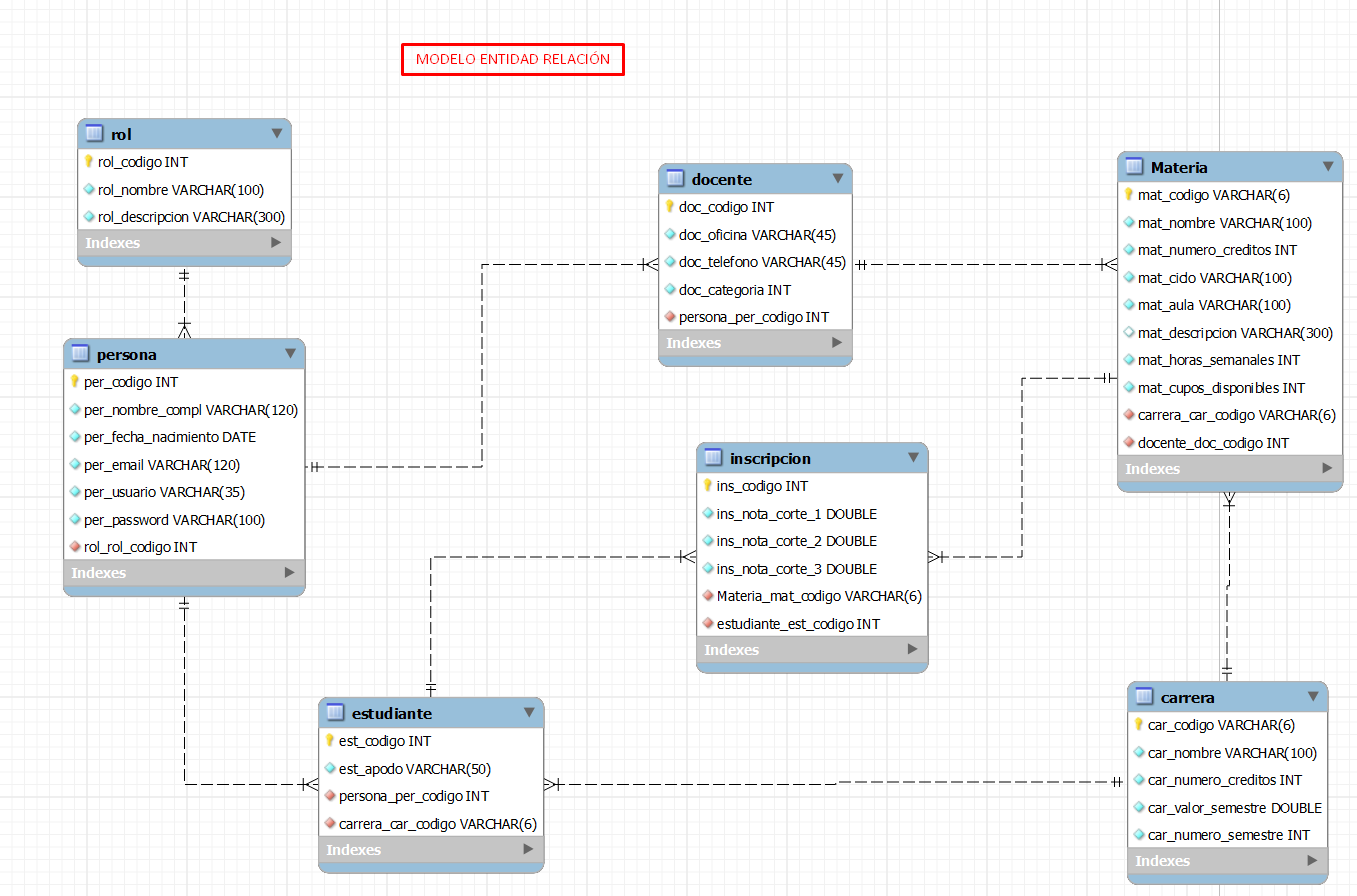 MODELO ENTIDAD RELACIÓN
rol
rol_codigo INT
rol_nombre VARCHAR(100)
rol_descripcion VARCHAR(300)
Indexes
persona
per_codigo INT
per_nombre_compl VARCHAR(120)
per_fecha_nacimiento DATE
per_email VARCHAR(120)
per_usuario VARCHAR(35)
per_password VARCHAR(100)
rol_rol_codigo INT
Indexes
docente
doc_codigo INT
doc_oficina VARCHAR(45)
doc_telefono VARCHAR(45)
doc_categoria INT
persona_per_codigo INT
Indexes
Materia
mat_codigo VARCHAR(6)
mat_nombre VARCHAR(100)
mat_numero_creditos INT
mat_ciclo VARCHAR(100)
mat_aula VARCHAR(100)
mat_descripcion VARCHAR(300)
mat_horas_semanales INT
mat_cupos_disponibles INT
carrera_car_codigo VARCHAR(6)
docente_doc_codigo INT
Indexes
inscripcion
ins_codigo INT
ins_nota_corte_1 DOUBLE
ins_nota_corte_2 DOUBLE
ins_nota_corte_3 DOUBLE
Materia_mat_codigo VARCHAR(6)
estudiante_est_codigo INT
Indexes
estudiante
est_codigo INT
est_apodo VARCHAR(50)
persona_per_codigo INT
carrera_car_codigo VARCHAR(6)
Indexes
carrera
car_codigo VARCHAR(6)
car_nombre VARCHAR(100)
car_numero_creditos INT
car_valor_semestre DOUBLE
car_numero_semestre INT
Indexes